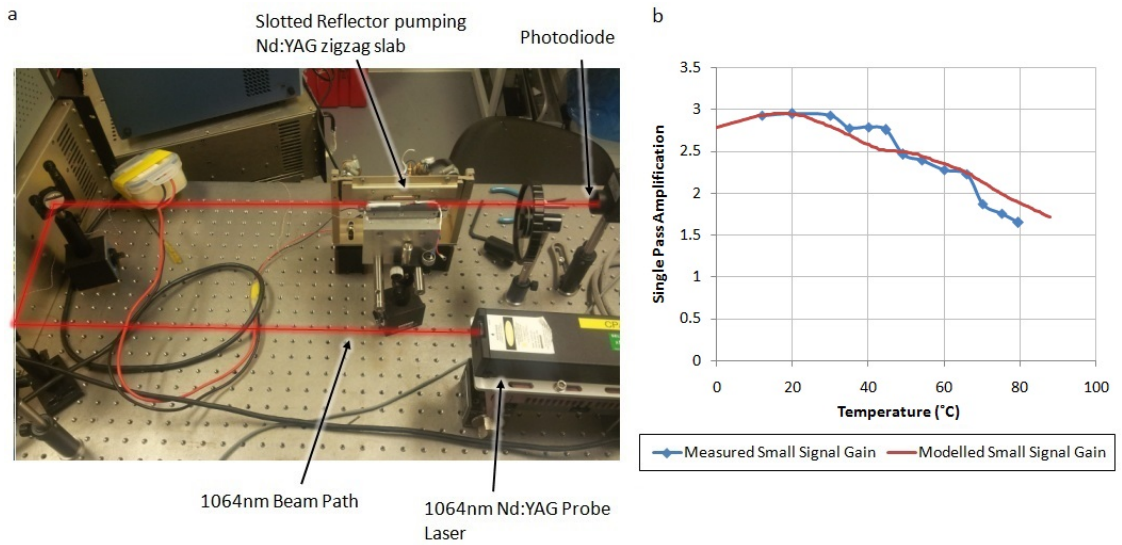 a
Slotted Reflector pumping
Nd:YAG zigzag slab
Photodiode
1064nm Beam Path
1064nm Nd:YAG Probe
Laser
b
3.5
3
2.5
2
1.5
1
0.5
0
Single Pass Amplification
0 20 40 60 80 100
Temperature (˚C)
Measured Small Signal Gain Modelled Small Signal Gain